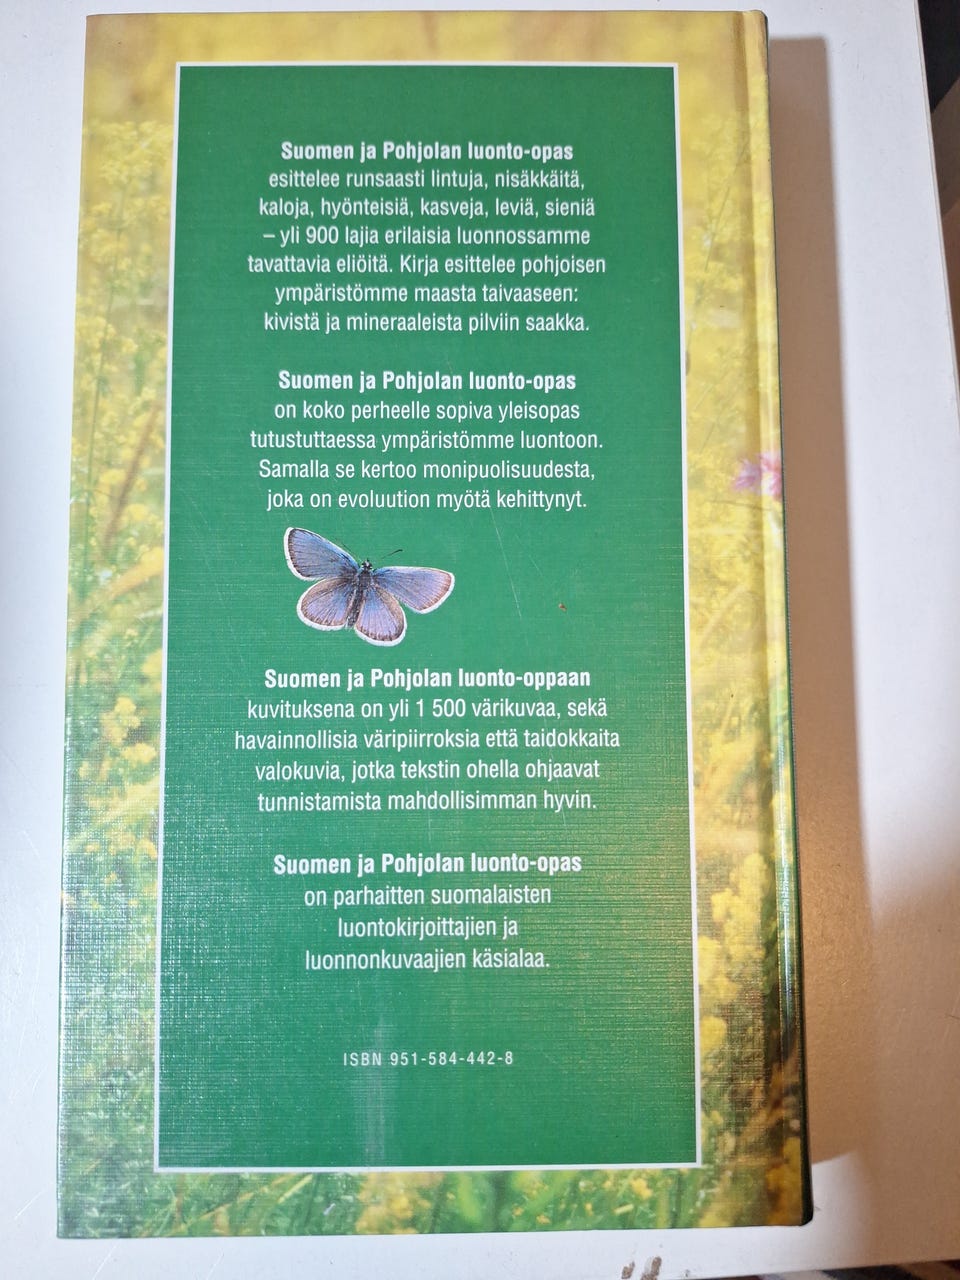 Suomen ja Pohjolan luonto-opas
esittelee runsaasti lintuja, nisäkkäitä,
kaloja, hyönteisiä, kasveja, leviä, sieniä
– yli 900 lajia erilaisia luonnossamme
tavattavia eliöitä. Kirja esittelee pohjoisen
ympäristömme maasta taivaaseen:
kivistä ja mineraaleista pilviin saakka.
Suomen ja Pohjolan luonto-opas
on koko perheelle sopiva yleisopas
tutustuttaessa ympäristömme luontoon.
Samalla se kertoo monipuolisuudesta,
joka on evoluution myötä kehittynyt.
Suomen ja Pohjolan luonto-oppaan
kuvituksena on yli 1 500 värikuvaa, sekä
havainnollisia väripiirroksia että taidokkaita
valokuvia, jotka tekstin ohella ohjaavat
tunnistamista mahdollisimman hyvin.
Suomen ja Pohjolan luonto-opas
on parhaitten suomalaisten
luontokirjoittajien ja
luonnonkuvaajien käsialaa.
ISBN 951-584-442-8